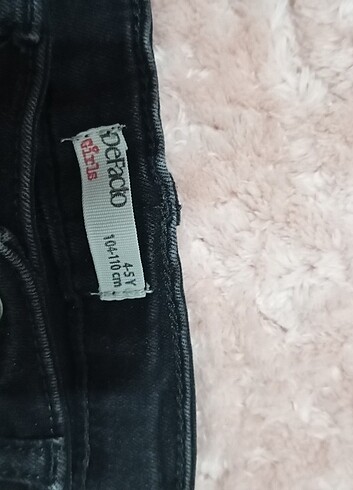 DeFacto
Girls
4-5 Y
104-110 cm